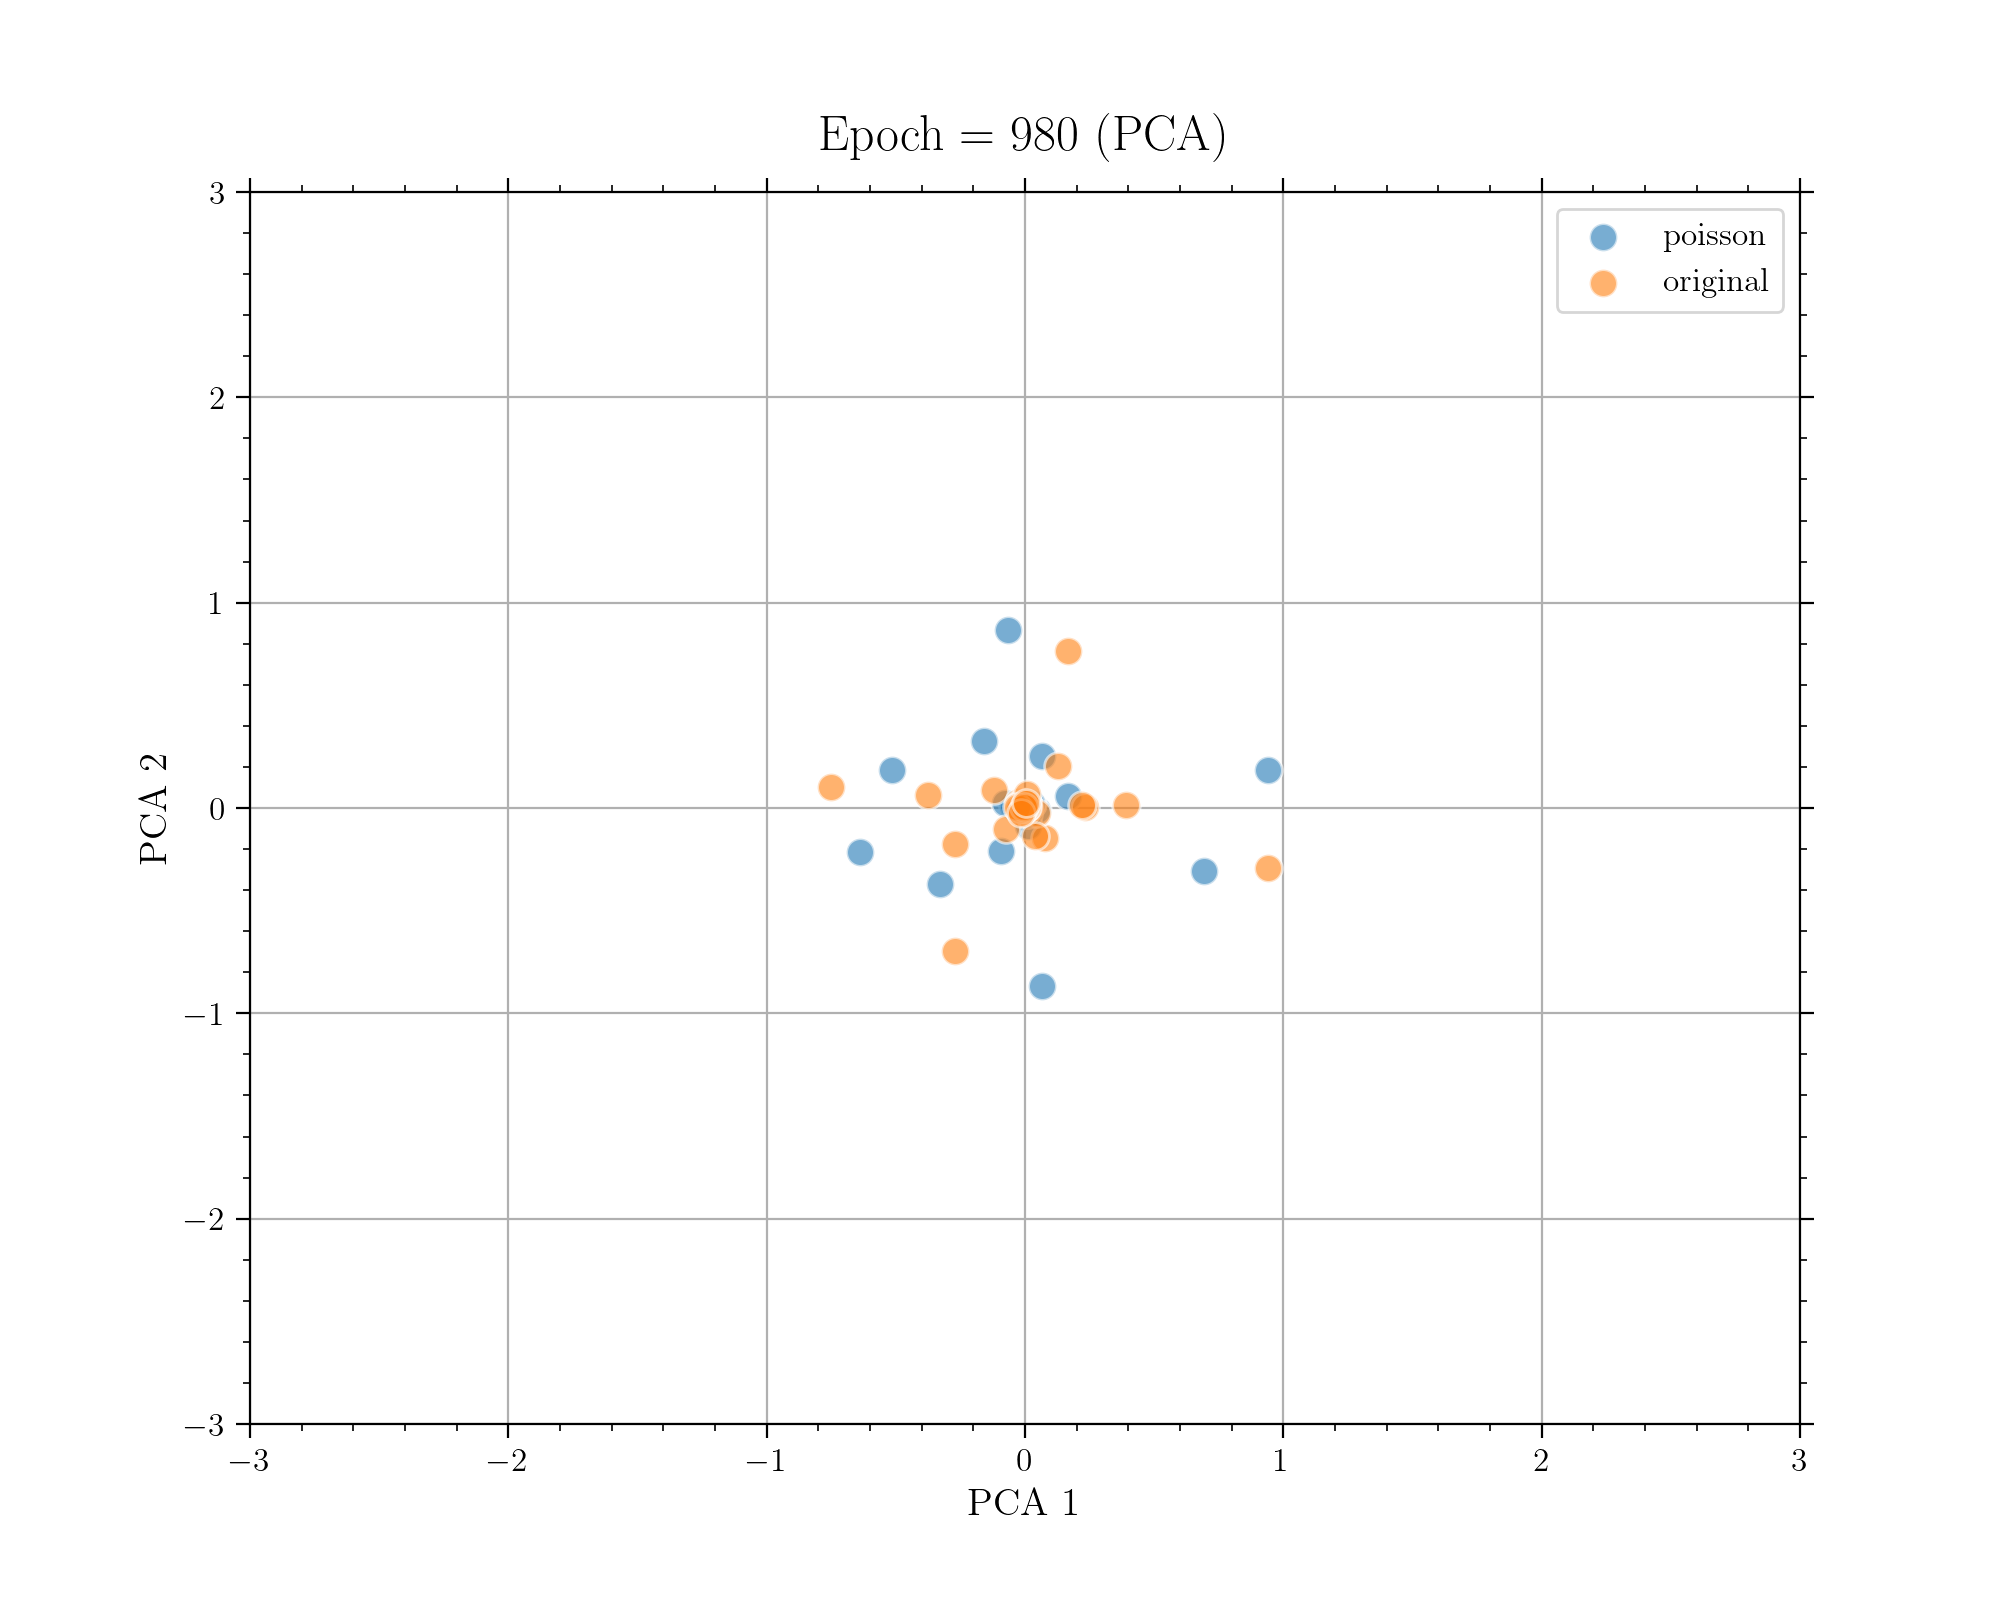 Epoch = 980 (PCA)
poisson
original
3
2
1
0
−1
−2
−3
PCA 2
−3 −2 −1 0 1 2 3
PCA 1